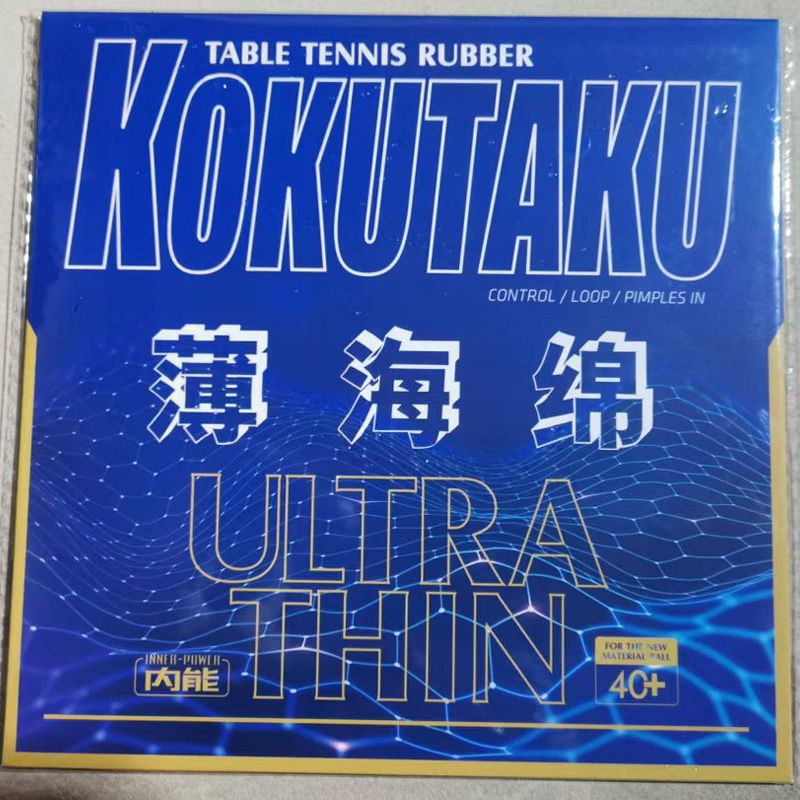 TABLE TENNIS RUBBER
KOKUTAKU
CONTROL / LOOP / PIMPLES IN
薄海绵
ULTRA
THIN
INNER-POWER
内能
FOR THE NEW
MATERIAL BALL
40+